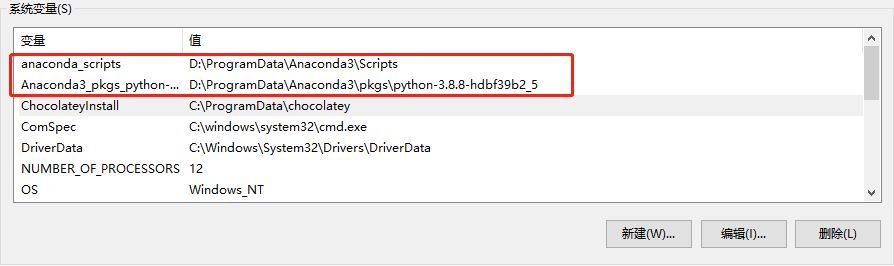 系统变量(S)
变量 值
anaconda_scripts D:\ProgramData\Anaconda3\Scripts
Anaconda3_pkgs_python-... D:\ProgramData\Anaconda3\pkgs\python-3.8.8-hdbf39b2_5
ChocolateyInstall C:\ProgramData\chocolatey
ComSpec C:\windows\system32\cmd.exe
DriverData C:\Windows\System32\Drivers\DriverData
NUMBER_OF_PROCESSORS 12
OS Windows_NT
新建(W)... 编辑(I)... 删除(L)